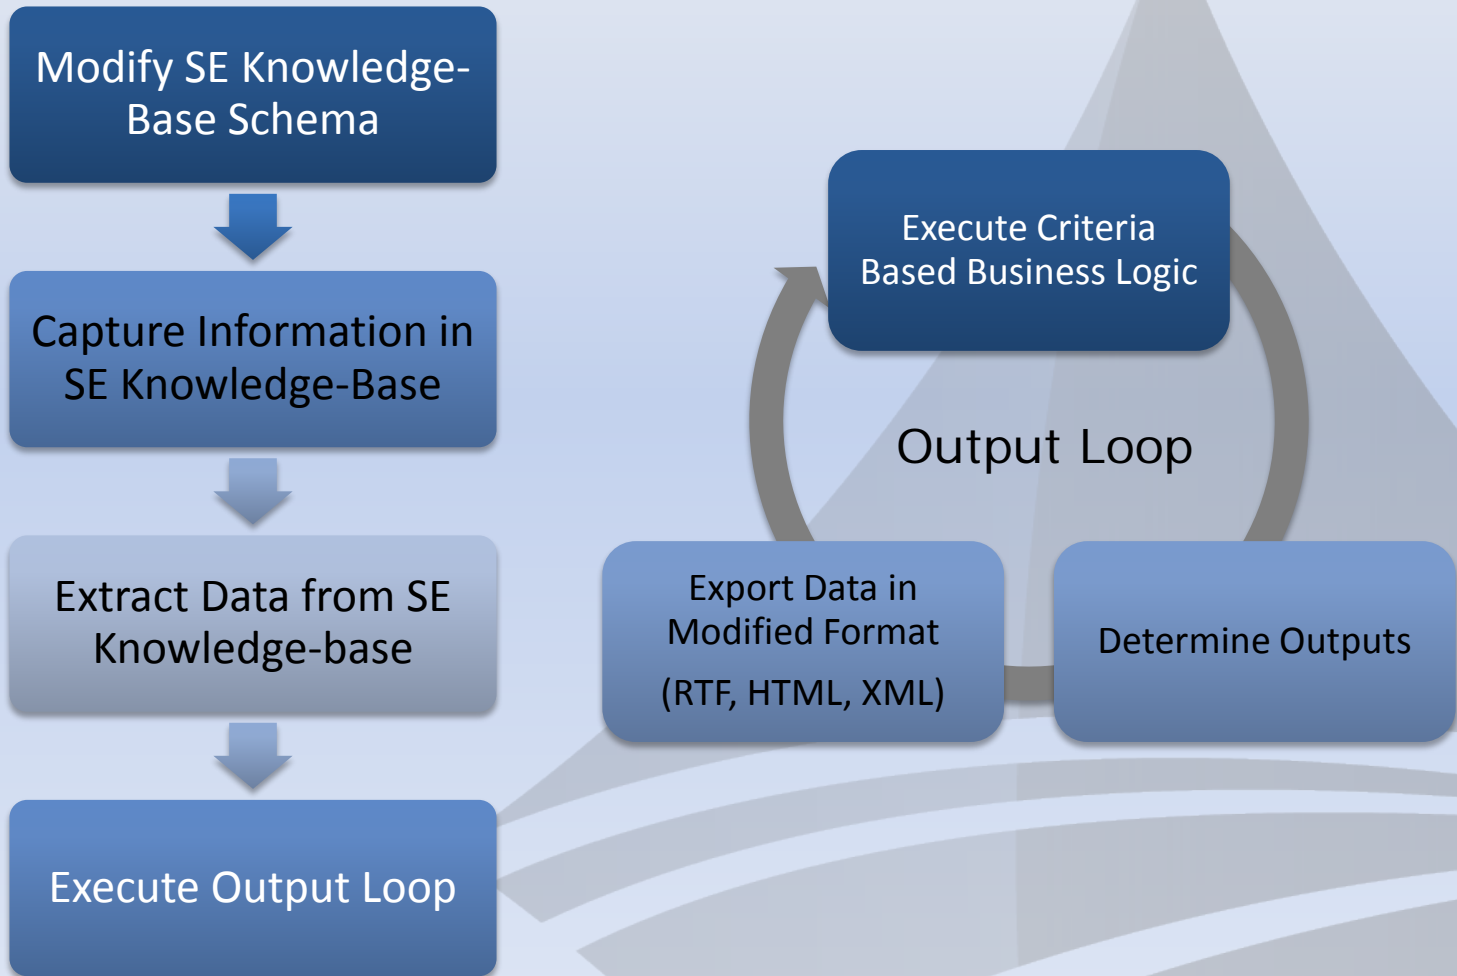 Modify SE Knowledge-
Base Schema
Capture Information in
SE Knowledge-Base
Extract Data from SE
Knowledge-base
Execute Output Loop
Execute Criteria
Based Business Logic
Output Loop
Export Data in
Modified Format
(RTF, HTML, XML)
Determine Outputs